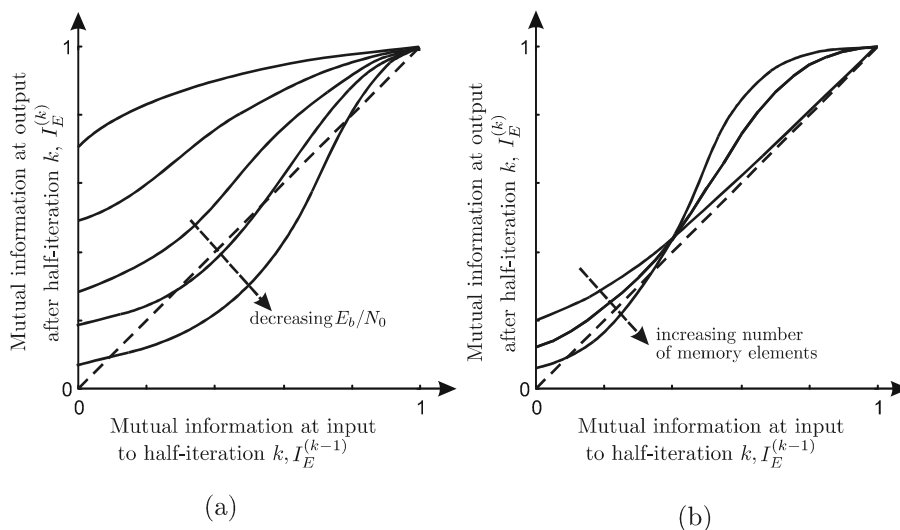 Mutual information at output
after half-iteration k, I_E^{(k)}
1
0
0
1
decreasing E_b/N_0
Mutual information at input
to half-iteration k, I_E^{(k-1)}
(a)
Mutual information at output
after half-iteration k, I_E^{(k)}
1
0
0
1
increasing number
of memory elements
Mutual information at input
to half-iteration k, I_E^{(k-1)}
(b)